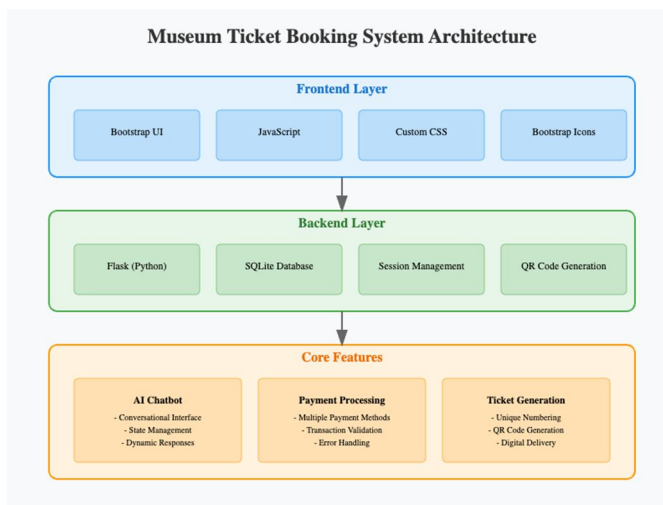 Museum Ticket Booking System Architecture
Frontend Layer
Bootstrap UI
JavaScript
Custom CSS
Bootstrap Icons
Backend Layer
Flask (Python)
SQLite Database
Session Management
QR Code Generation
Core Features
AI Chatbot
- Conversational Interface
- State Management
- Dynamic Responses
Payment Processing
- Multiple Payment Methods
- Transaction Validation
- Error Handling
Ticket Generation
- Unique Numbering
- QR Code Generation
- Digital Delivery